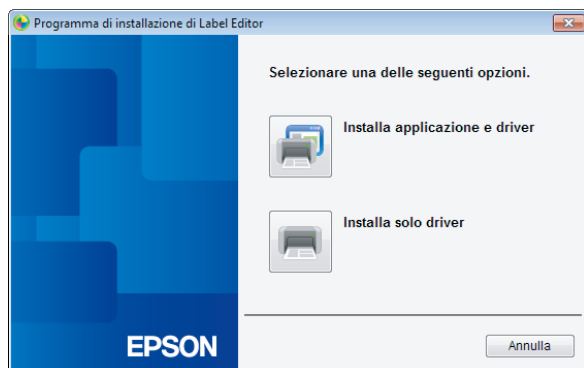 Programma di installazione di Label Editor
Selezionare una delle seguenti opzioni.
Installa applicazione e driver
Installa solo driver
EPSON
Annulla